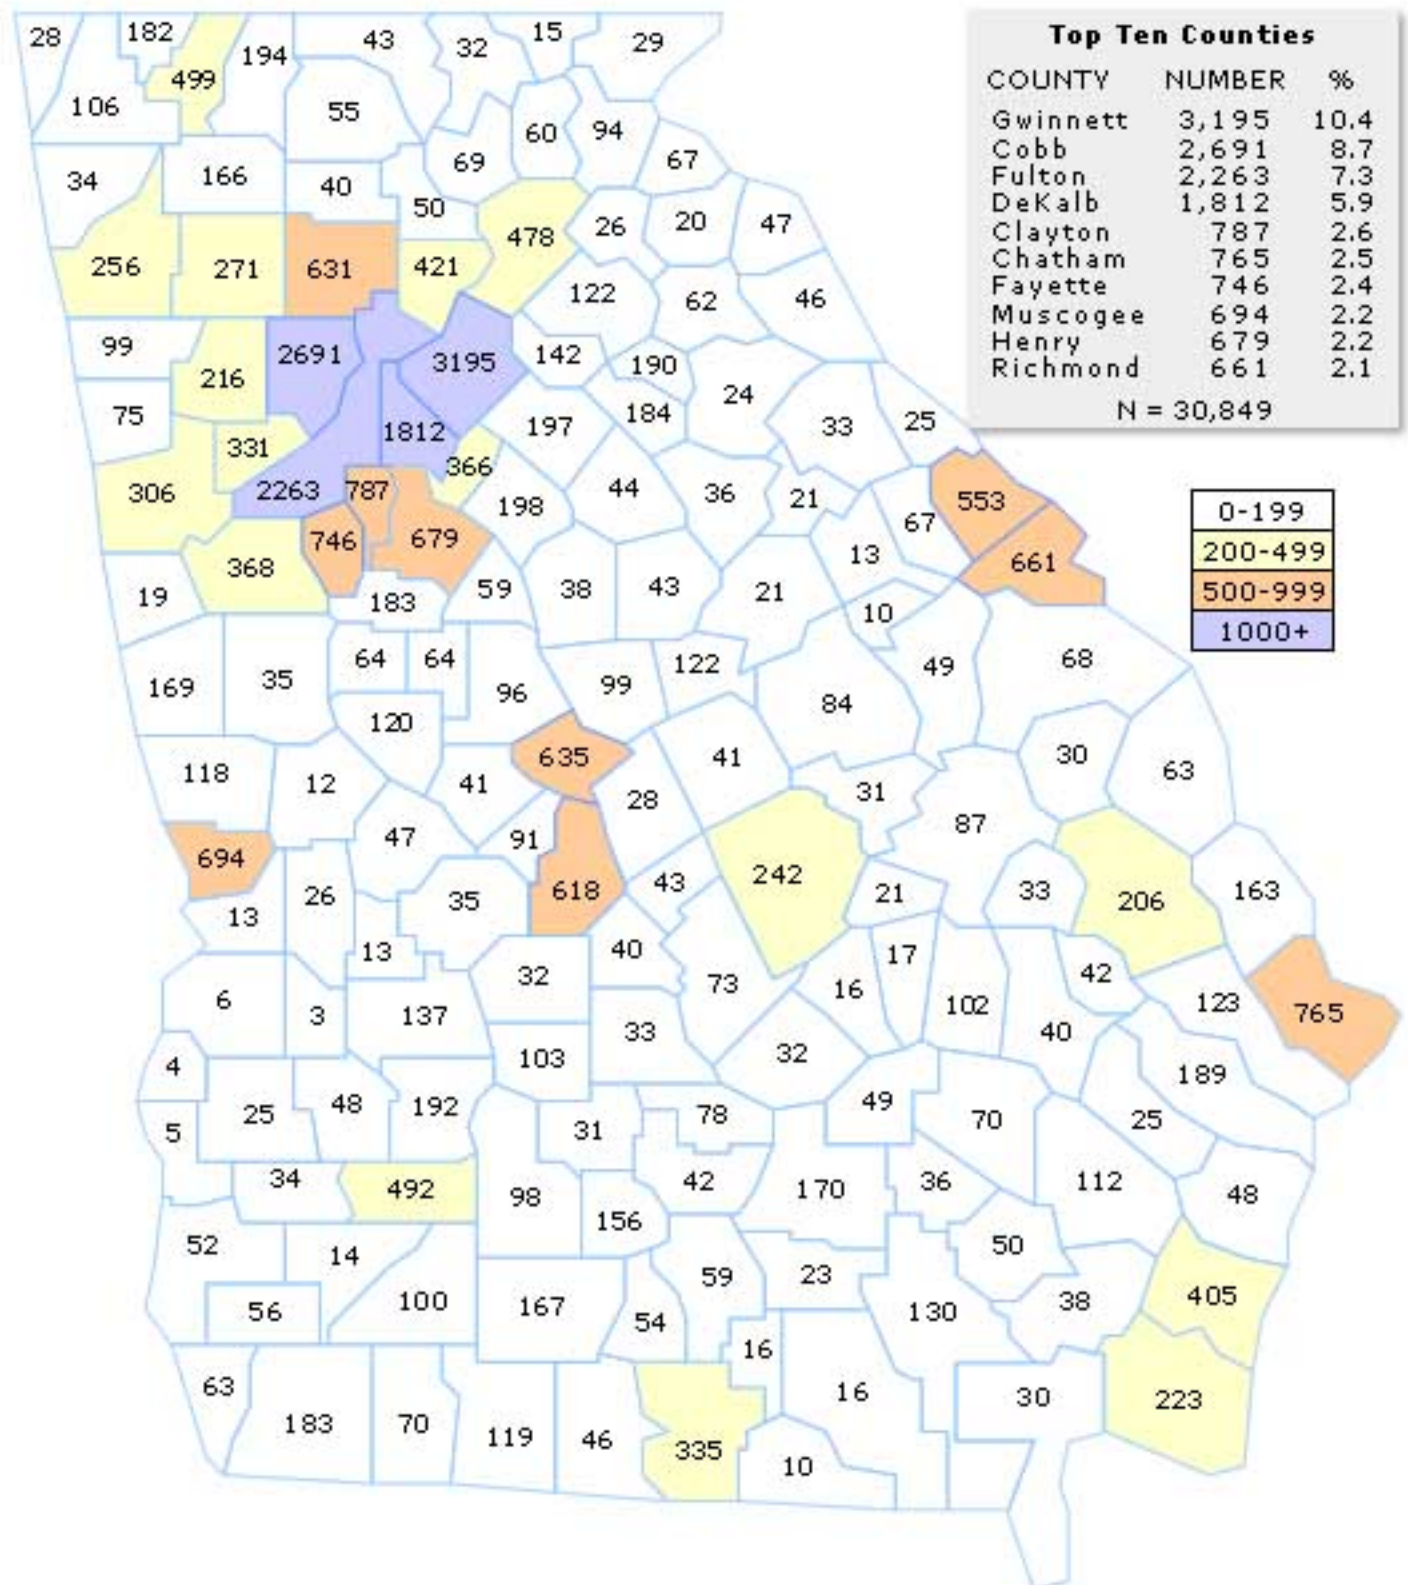 28 182 43 32 15 29
499 194
106 55 60 94
34 166 40 69 67
50 26 20 47
256 271 631 421 478
122 62 46
99 2691 3195 142 190
216 24
75 331 1812 197 184 33 25
366
306 2263 787 198 44 36 21 553
746 679 67
368 13 661
19 183 59 38 43 21 10
169 35 64 64 96 99 122 49 68
84
120
118 12 41 635 41 30 63
28 31
694 47 91 87
26 35 618 43 242 21 33 206 163
13
13 40 17 42
6 3 137 32 73 16 102 123 765
33 40
4 103 32 189
25 48 192 78 49 70 25
5 31
34 492 98 42 170 36 112 48
156
52 14 59 23 50
56 100 167 54 130 38 405
16
63 183 70 119 46 335 16 30 223
10
Top Ten Counties
COUNTY NUMBER %
Gwinnett 3,195 10.4
Cobb 2,691 8.7
Fulton 2,263 7.3
DeKalb 1,812 5.9
Clayton 787 2.6
Chatham 765 2.5
Fayette 746 2.4
Muscogee 694 2.2
Henry 679 2.2
Richmond 661 2.1
N = 30,849
0-199
200-499
500-999
1000+